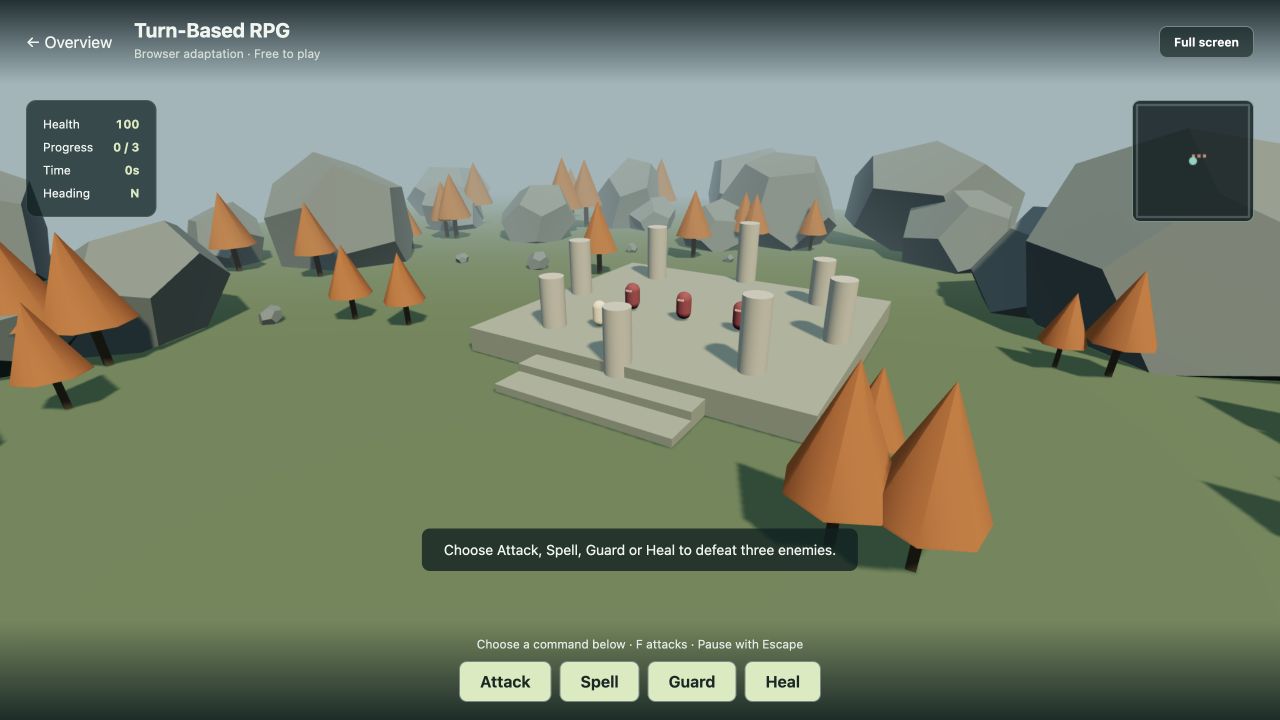 ← Overview
Turn-Based RPG
Browser adaptation · Free to play
Full screen
Health 100
Progress 0 / 3
Time 0s
Heading N
Choose Attack, Spell, Guard or Heal to defeat three enemies.
Choose a command below · F attacks · Pause with Escape
Attack Spell Guard Heal